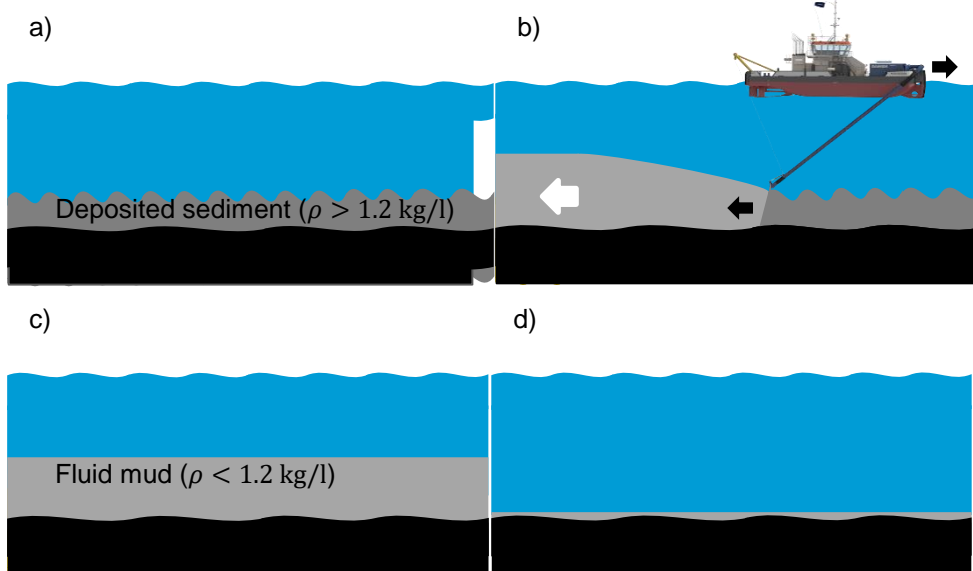 a)
b)
Deposited sediment (ρ > 1.2 kg/l)
c)
d)
Fluid mud (ρ < 1.2 kg/l)